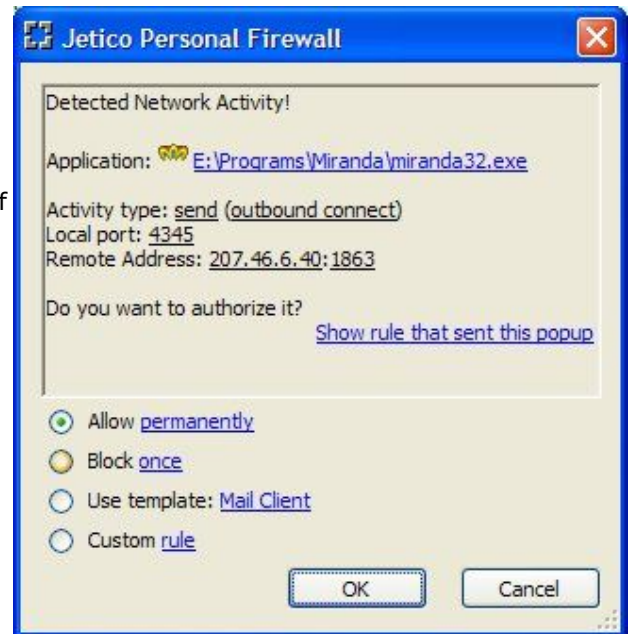 Jetico Personal Firewall
Detected Network Activity!
Application: E:\Programs\Miranda\miranda32.exe
f
Activity type: send (outbound connect)
Local port: 4345
Remote Address: 207.46.6.40:1863
Do you want to authorize it?
Show rule that sent this popup
Allow permanently
Block once
Use template: Mail Client
Custom rule
OK
Cancel